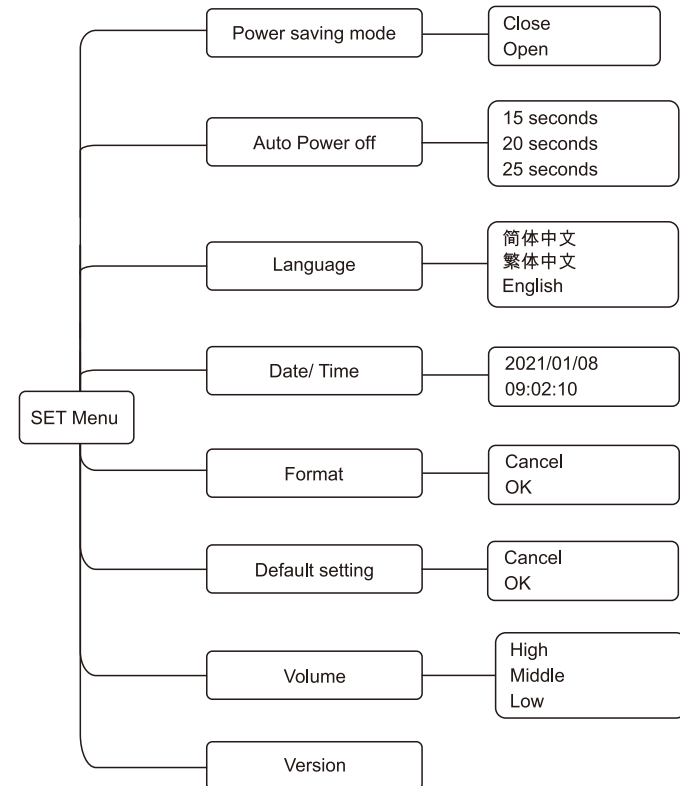 Power saving mode
Close
Open
Auto Power off
15 seconds
20 seconds
25 seconds
Language
简体中文
繁体中文
English
Date/ Time
2021/01/08
09:02:10
SET Menu
Format
Cancel
OK
Default setting
Cancel
OK
Volume
High
Middle
Low
Version